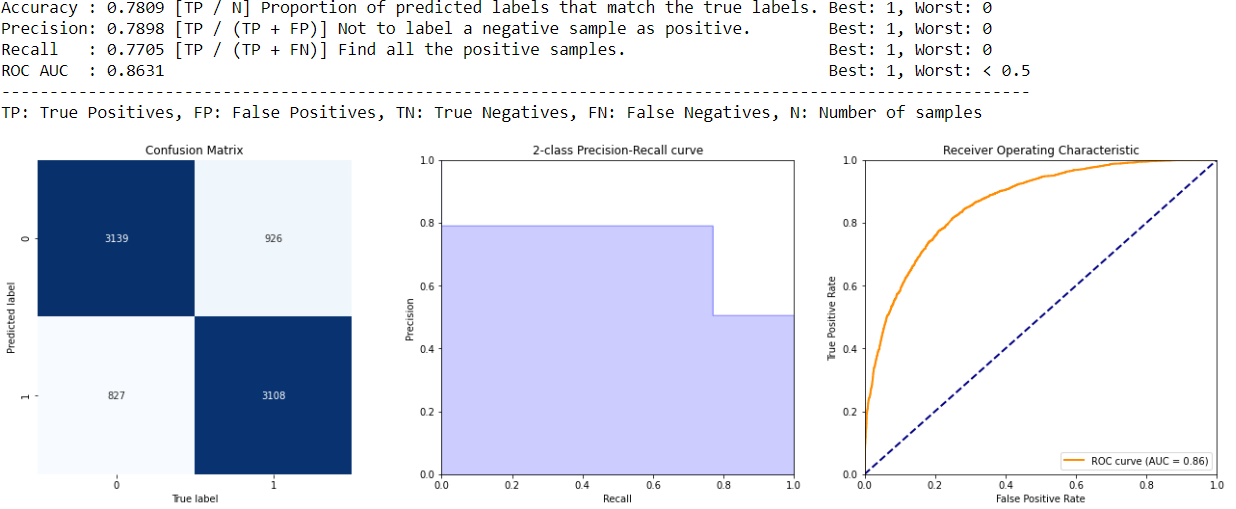 Accuracy : 0.7809 [TP / N] Proportion of predicted labels that match the true labels. Best: 1, Worst: 0
Precision: 0.7898 [TP / (TP + FP)] Not to label a negative sample as positive. Best: 1, Worst: 0
Recall : 0.7705 [TP / (TP + FN)] Find all the positive samples. Best: 1, Worst: 0
ROC AUC : 0.8631 Best: 1, Worst: < 0.5
-----------------------------------------------------------------------------------------------------------
TP: True Positives, FP: False Positives, TN: True Negatives, FN: False Negatives, N: Number of samples
Confusion Matrix
Predicted label
0
1
3139 926
827 3108
0 1
True label
2-class Precision-Recall curve
Precision
1.0
0.8
0.6
0.4
0.2
0.0
0.0 0.2 0.4 0.6 0.8 1.0
Recall
Receiver Operating Characteristic
True Positive Rate
1.0
0.8
0.6
0.4
0.2
0.0
ROC curve (AUC = 0.86)
0.0 0.2 0.4 0.6 0.8 1.0
False Positive Rate